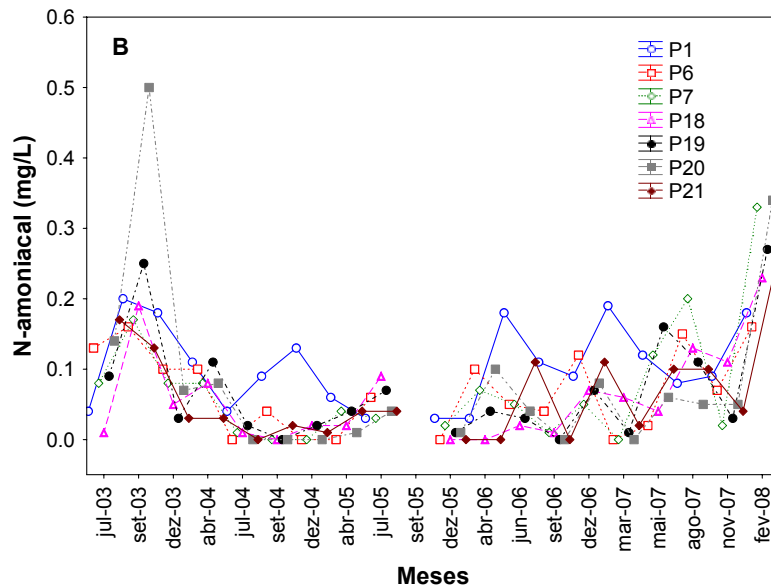 B
N-amoniacal (mg/L)
0.6
0.5
0.4
0.3
0.2
0.1
0.0
P1
P6
P7
P18
P19
P20
P21
jul-03
set-03
dez-03
abr-04
jul-04
set-04
dez-04
abr-05
jul-05
set-05
dez-05
abr-06
jun-06
set-06
dez-06
mar-07
mai-07
ago-07
nov-07
fev-08
Meses